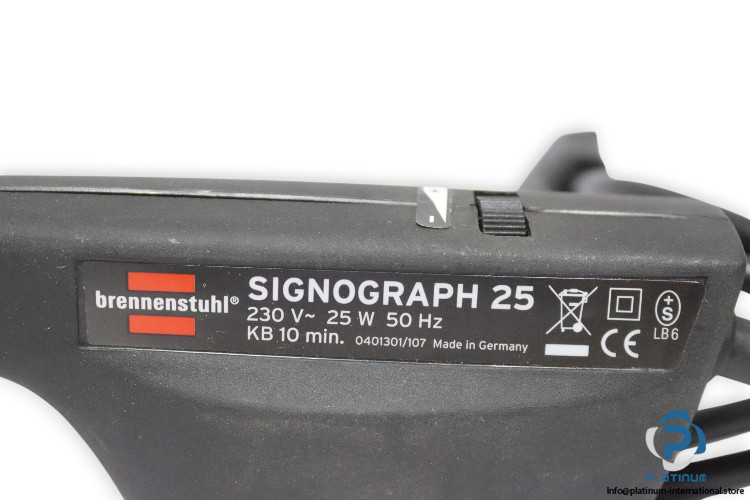 brennenstuhl®
SIGNOGRAPH 25
230 V~ 25 W 50 Hz
KB 10 min. 0401301/107 Made in Germany
CE
+
S
LB6
PLATINUM
Info@platinum-international.store